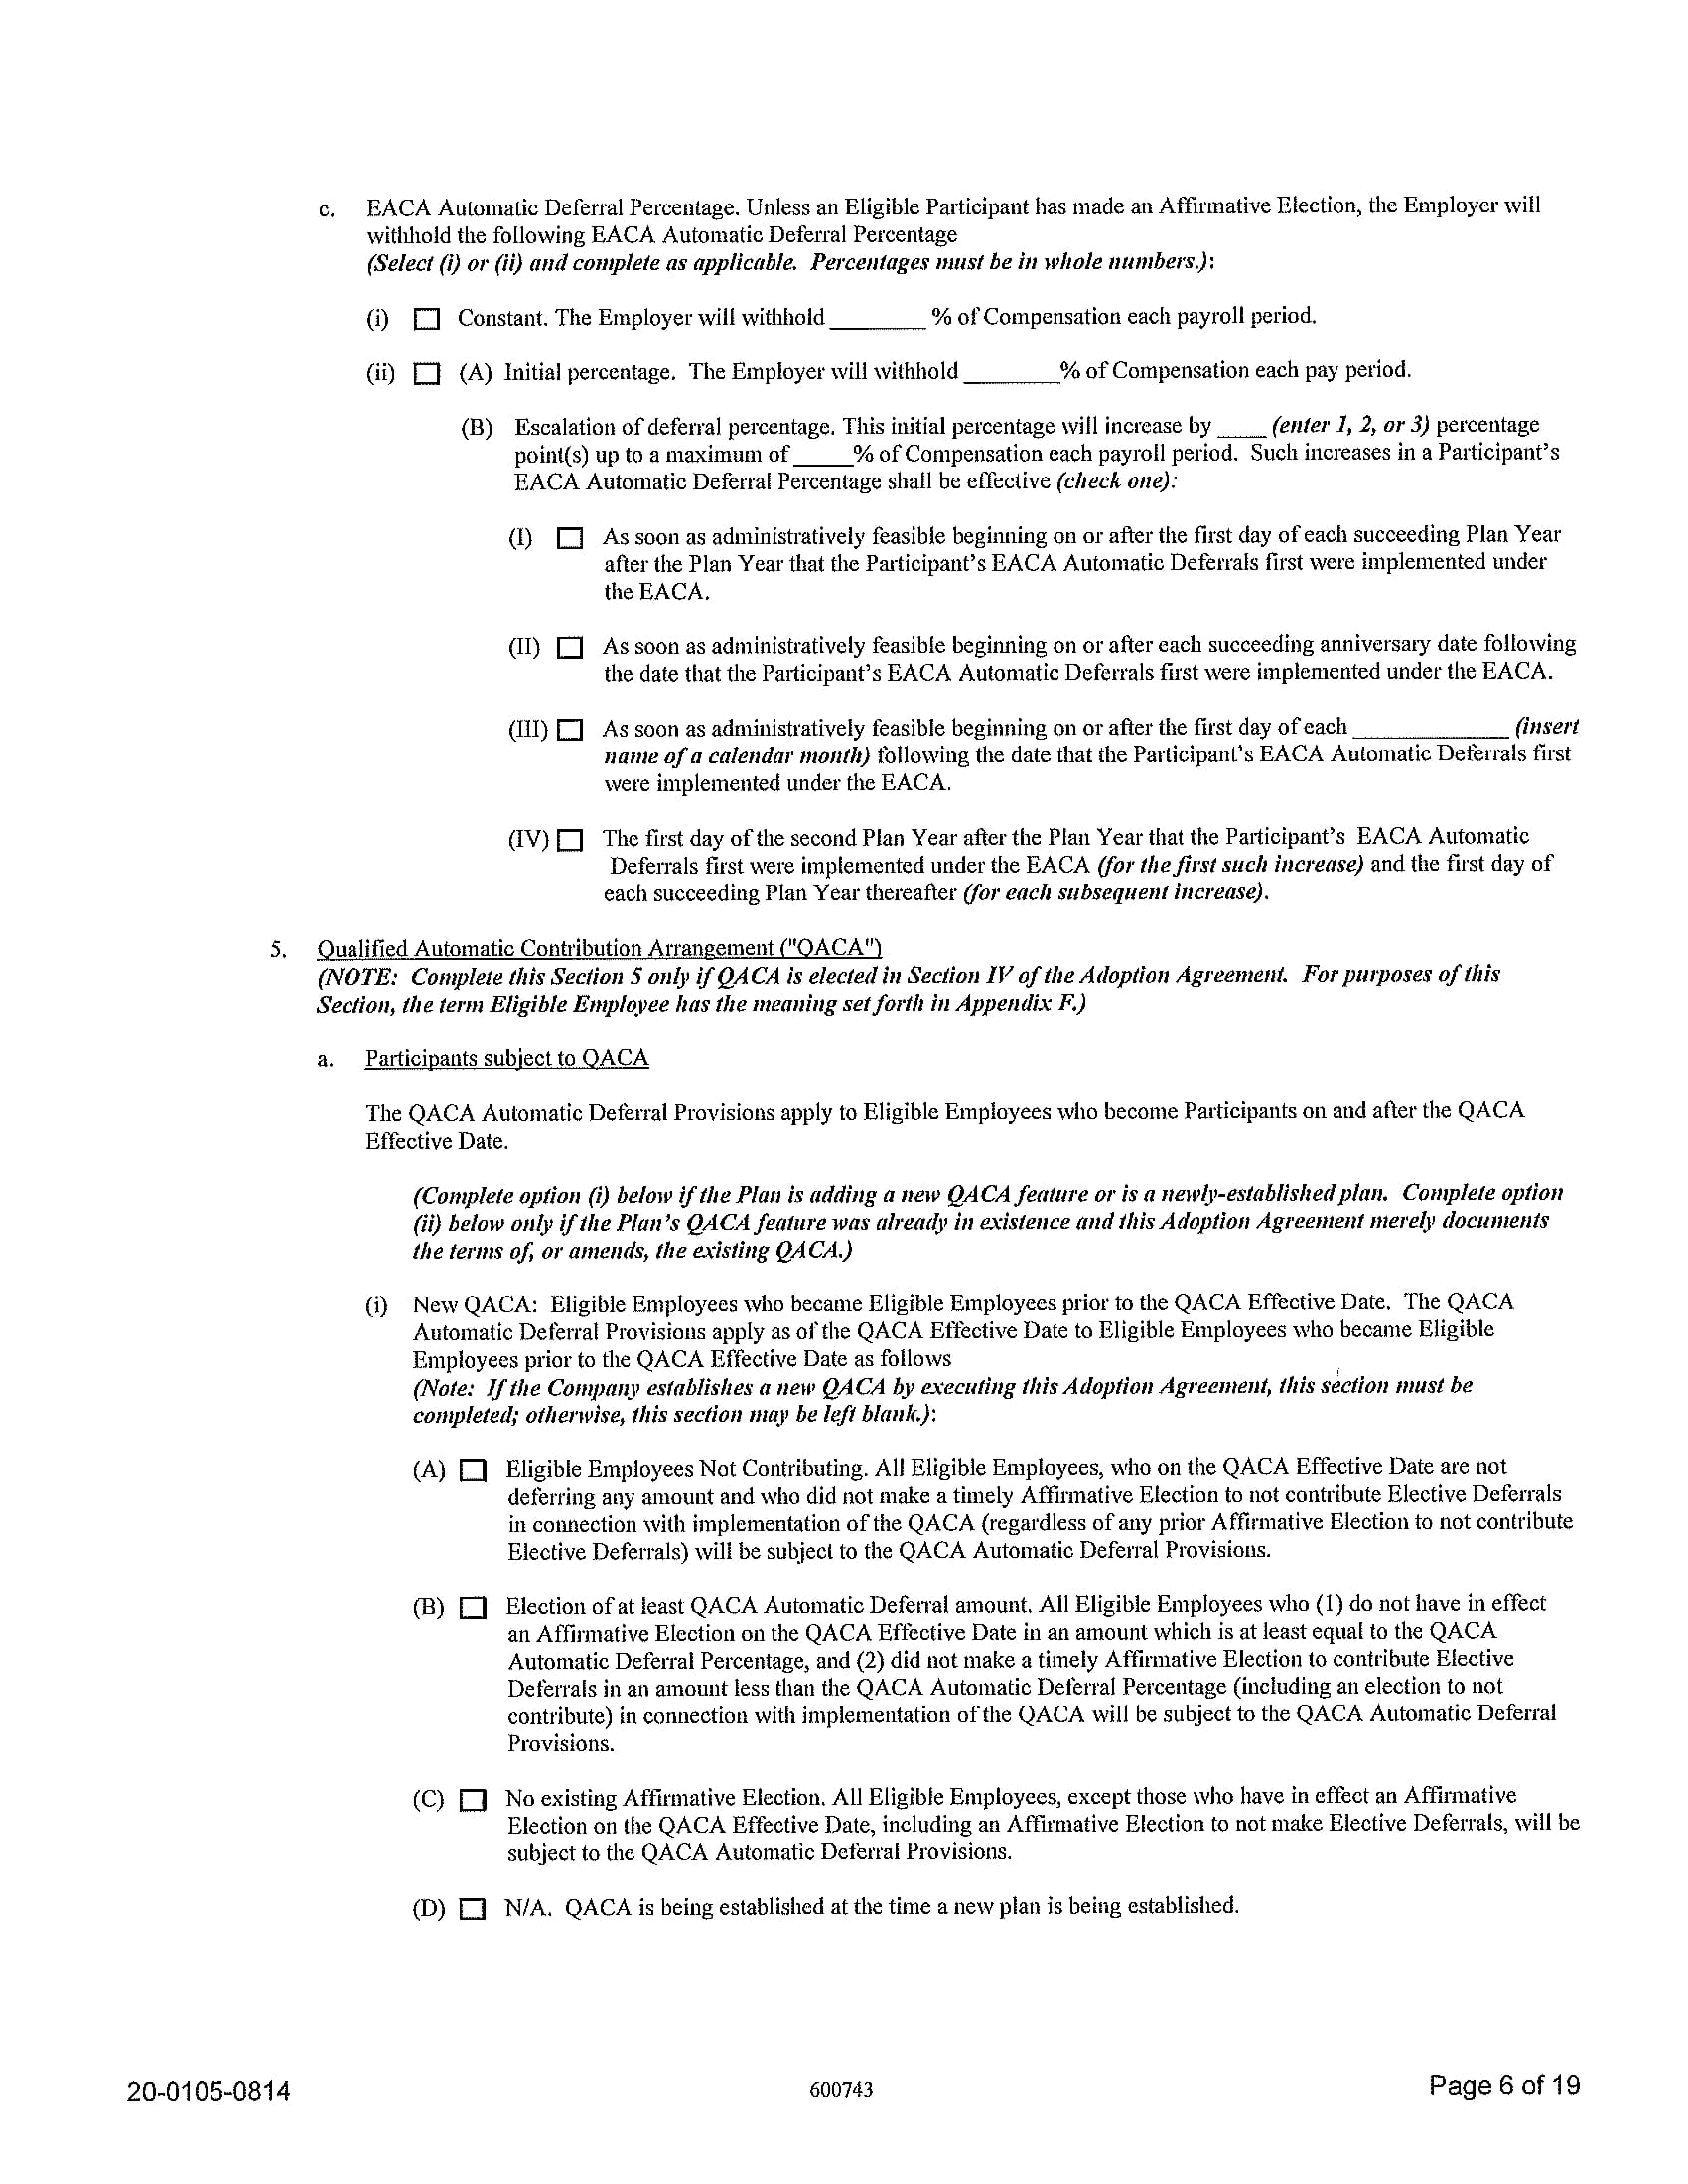 c. EACA Automatic Deferral Percentage. Unless an Eligible Participant has made an Affirmative Election, the Employer will
withhold the following EACA Automatic Deferral Percentage
(Select (i) or (ii) and complete as applicable. Percentages must be in whole numbers.):
(i) ☐ Constant. The Employer will withhold ________ % of Compensation each payroll period.
(ii) ☐ (A) Initial percentage. The Employer will withhold ________% of Compensation each pay period.
(B) Escalation of deferral percentage. This initial percentage will increase by ____ (enter 1, 2, or 3) percentage
point(s) up to a maximum of _____% of Compensation each payroll period. Such increases in a Participant's
EACA Automatic Deferral Percentage shall be effective (check one):
(I) ☐ As soon as administratively feasible beginning on or after the first day of each succeeding Plan Year
after the Plan Year that the Participant's EACA Automatic Deferrals first were implemented under
the EACA.
(II) ☐ As soon as administratively feasible beginning on or after each succeeding anniversary date following
the date that the Participant's EACA Automatic Deferrals first were implemented under the EACA.
(III) ☐ As soon as administratively feasible beginning on or after the first day of each _____________ (insert
name of a calendar month) following the date that the Participant's EACA Automatic Deferrals first
were implemented under the EACA.
(IV) ☐ The first day of the second Plan Year after the Plan Year that the Participant's EACA Automatic
Deferrals first were implemented under the EACA (for the first such increase) and the first day of
each succeeding Plan Year thereafter (for each subsequent increase).
5. Qualified Automatic Contribution Arrangement ("QACA")
(NOTE: Complete this Section 5 only if QACA is elected in Section IV of the Adoption Agreement. For purposes of this
Section, the term Eligible Employee has the meaning set forth in Appendix F.)
a. Participants subject to QACA
The QACA Automatic Deferral Provisions apply to Eligible Employees who become Participants on and after the QACA
Effective Date.
(Complete option (i) below if the Plan is adding a new QACA feature or is a newly-established plan. Complete option
(ii) below only if the Plan's QACA feature was already in existence and this Adoption Agreement merely documents
the terms of, or amends, the existing QACA.)
(i) New QACA: Eligible Employees who became Eligible Employees prior to the QACA Effective Date. The QACA
Automatic Deferral Provisions apply as of the QACA Effective Date to Eligible Employees who became Eligible
Employees prior to the QACA Effective Date as follows
(Note: If the Company establishes a new QACA by executing this Adoption Agreement, this section must be
completed; otherwise, this section may be left blank.):
(A) ☐ Eligible Employees Not Contributing. All Eligible Employees, who on the QACA Effective Date are not
deferring any amount and who did not make a timely Affirmative Election to not contribute Elective Deferrals
in connection with implementation of the QACA (regardless of any prior Affirmative Election to not contribute
Elective Deferrals) will be subject to the QACA Automatic Deferral Provisions.
(B) ☐ Election of at least QACA Automatic Deferral amount. All Eligible Employees who (1) do not have in effect
an Affirmative Election on the QACA Effective Date in an amount which is at least equal to the QACA
Automatic Deferral Percentage, and (2) did not make a timely Affirmative Election to contribute Elective
Deferrals in an amount less than the QACA Automatic Deferral Percentage (including an election to not
contribute) in connection with implementation of the QACA will be subject to the QACA Automatic Deferral
Provisions.
(C) ☐ No existing Affirmative Election. All Eligible Employees, except those who have in effect an Affirmative
Election on the QACA Effective Date, including an Affirmative Election to not make Elective Deferrals, will be
subject to the QACA Automatic Deferral Provisions.
(D) ☐ N/A. QACA is being established at the time a new plan is being established.
20-0105-0814 600743 Page 6 of 19